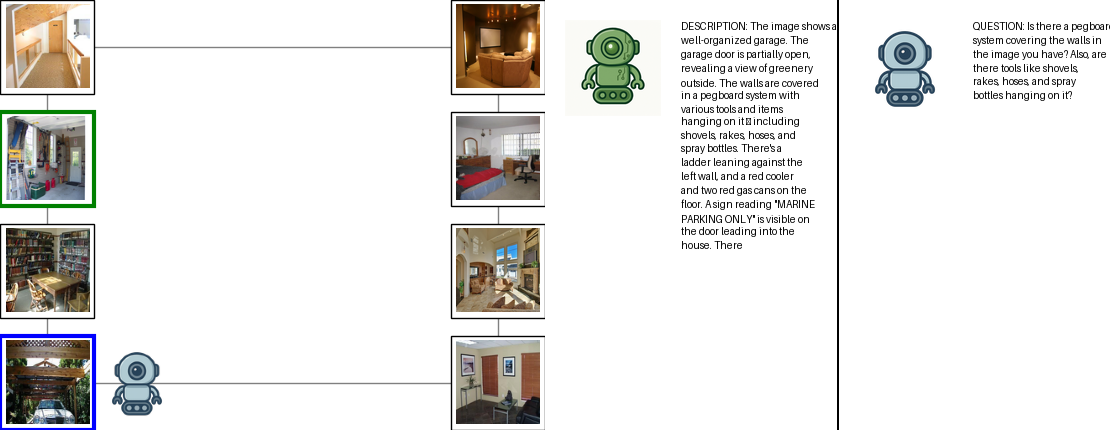 DESCRIPTION: The image shows a
well-organized garage. The
garage door is partially open,
revealing a view of greenery
outside. The walls are covered
in a pegboard system with
various tools and items
hanging on it including
shovels, rakes, hoses, and
spray bottles. There's a
ladder leaning against the
left wall, and a red cooler
and two red gas cans on the
floor. A sign reading "MARINE
PARKING ONLY" is visible on
the door leading into the
house. There
QUESTION: Is there a pegboar
system covering the walls in
the image you have? Also, are
there tools like shovels,
rakes, hoses, and spray
bottles hanging on it?